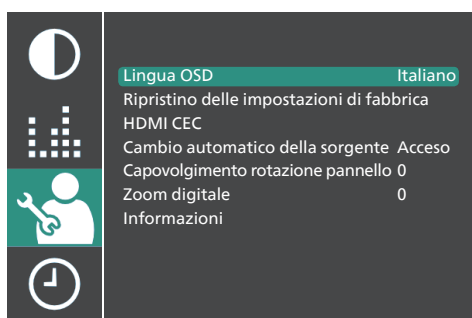 Lingua OSD Italiano
Ripristino delle impostazioni di fabbrica
HDMI CEC
Cambio automatico della sorgente Acceso
Capovolgimento rotazione pannello 0
Zoom digitale 0
Informazioni